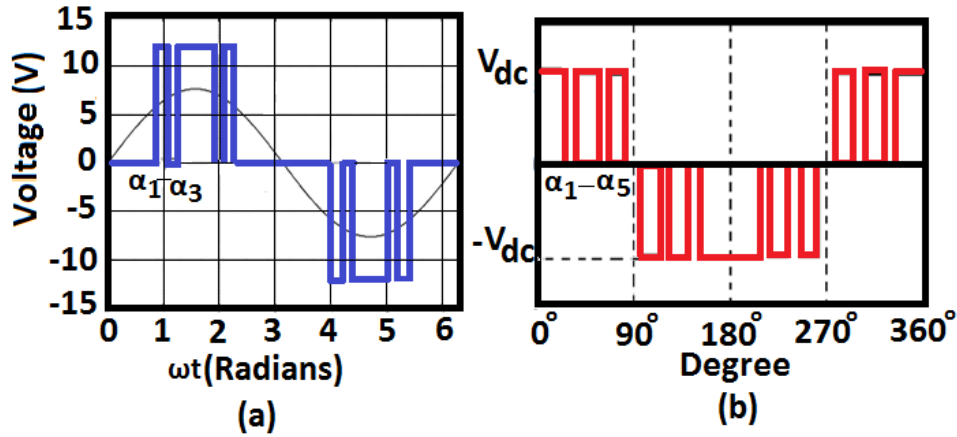 15
10
5
0
-5
-10
-15
Voltage (V)
α1-α3
0 1 2 3 4 5 6
ωt(Radians)
(a)
Vdc
-Vdc
α1-α5
0° 90° 180° 270° 360°
Degree
(b)